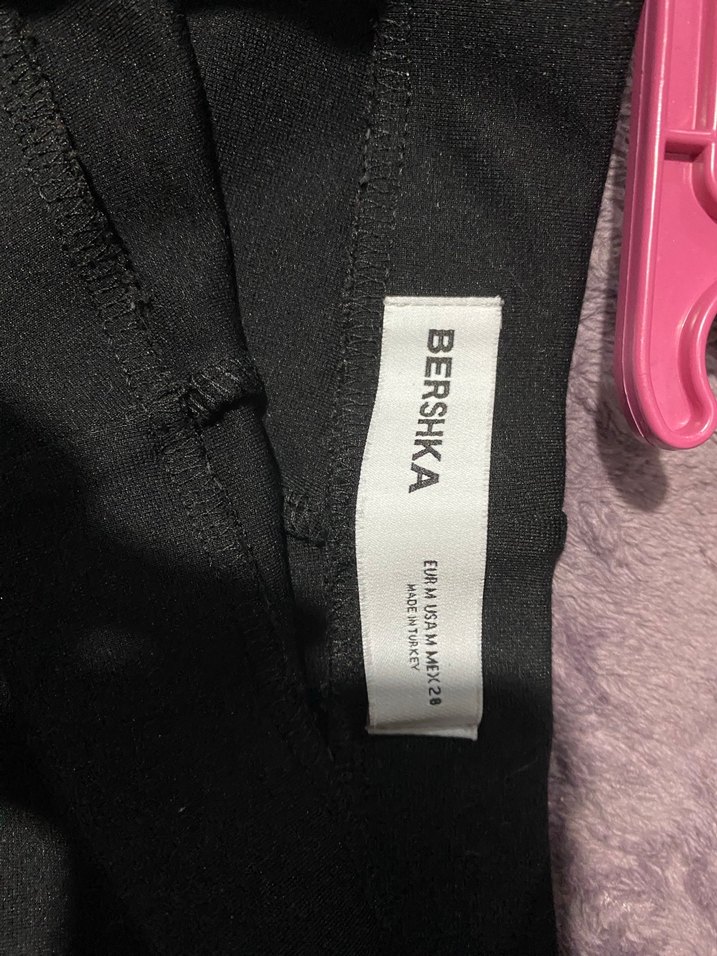 BERSHKA
EUR M USA M MEX 28
MADE IN TURKEY